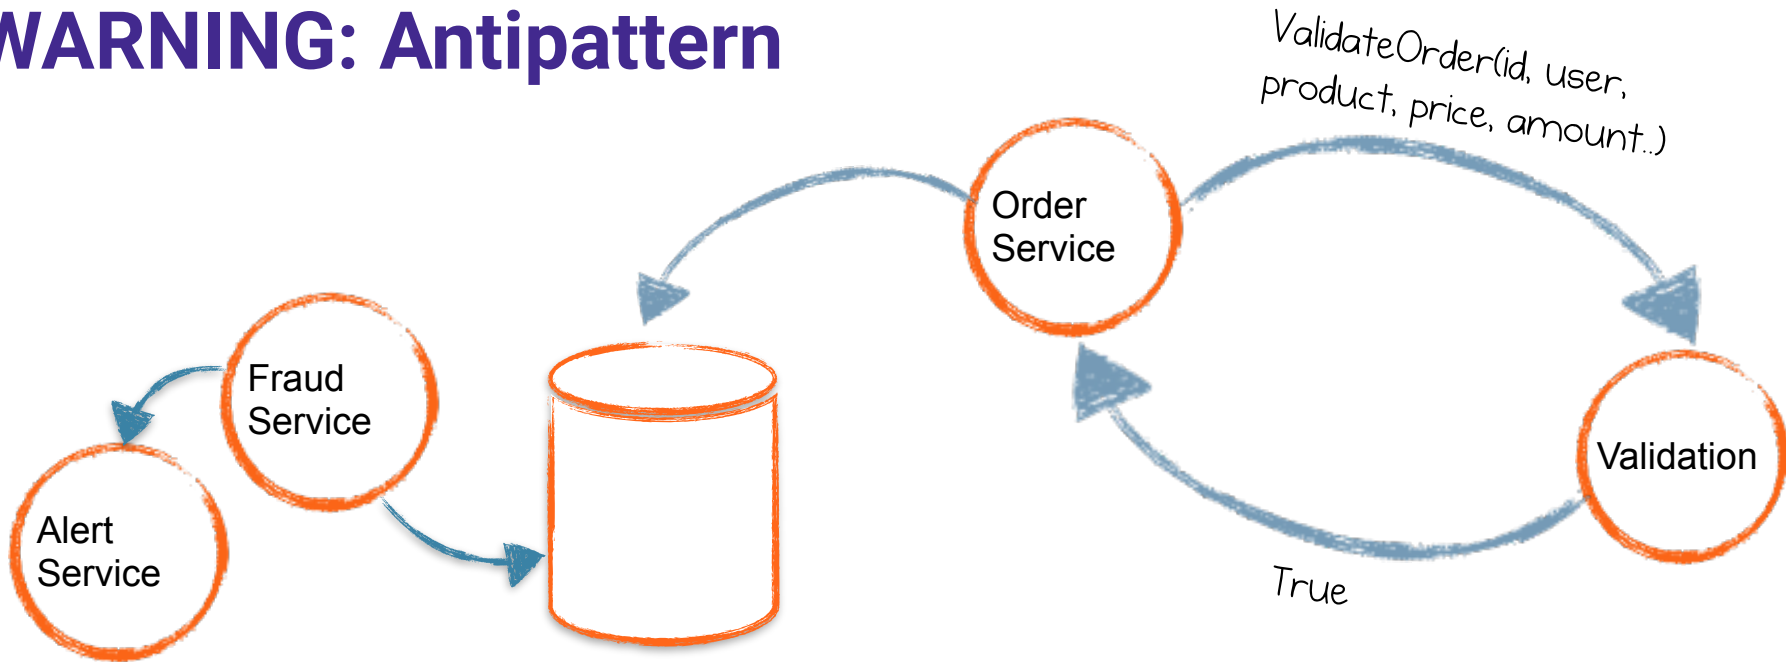 WARNING: Antipattern
ValidateOrder(id, user,
product, price, amount..)
Order
Service
Fraud
Service
Validation
Alert
Service
True